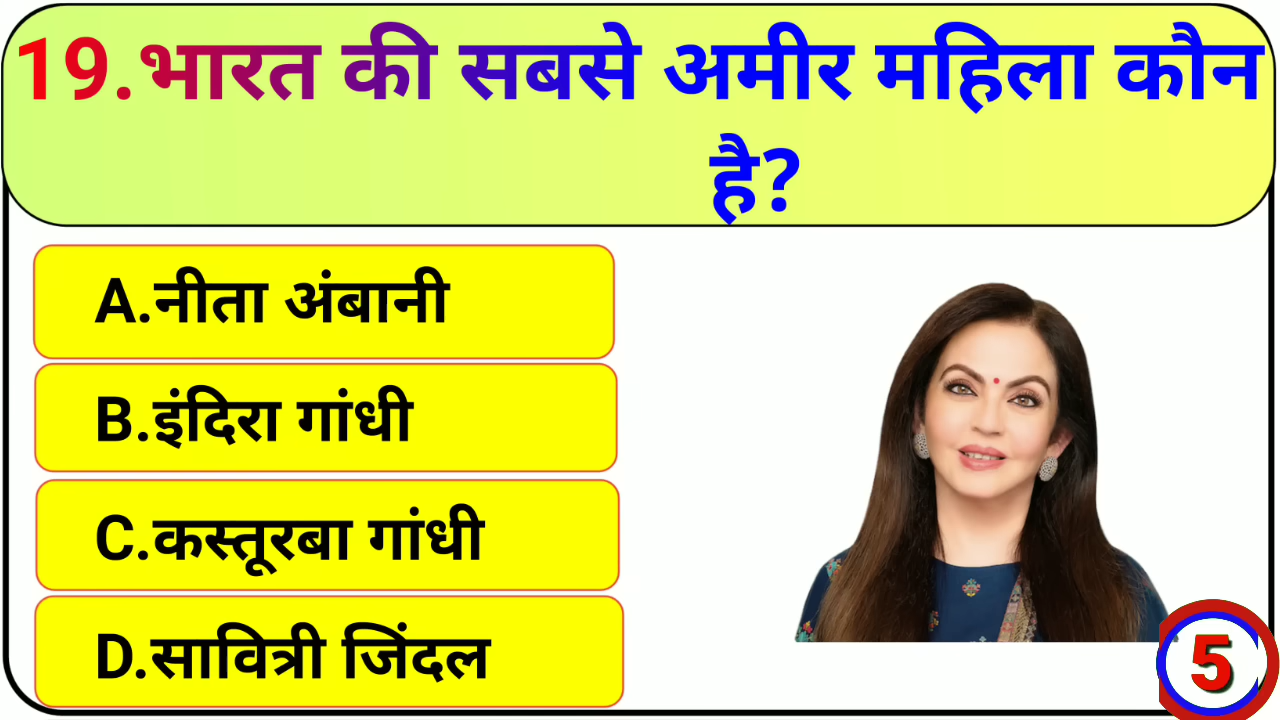 19.भारत की सबसे अमीर महिला कौन
है?
A.नीता अंबानी
B.इंदिरा गांधी
C.कस्तूरबा गांधी
D.सावित्री जिंदल
5